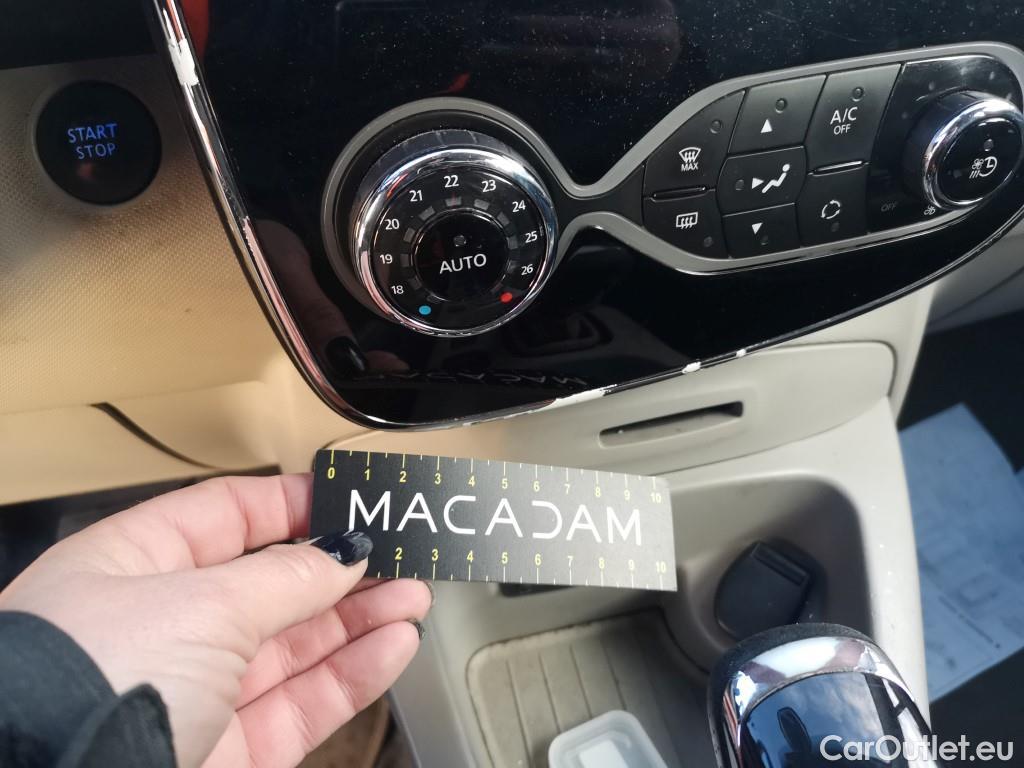 START
STOP
22
21
23
20
24
19
25
18
26
AUTO
MAX
A/C
OFF
OFF
0 1 2 3 4 5 6 7 8 9 10
MACADAM
2 3 4 5 6 7 8 9 10
CarOutlet.eu